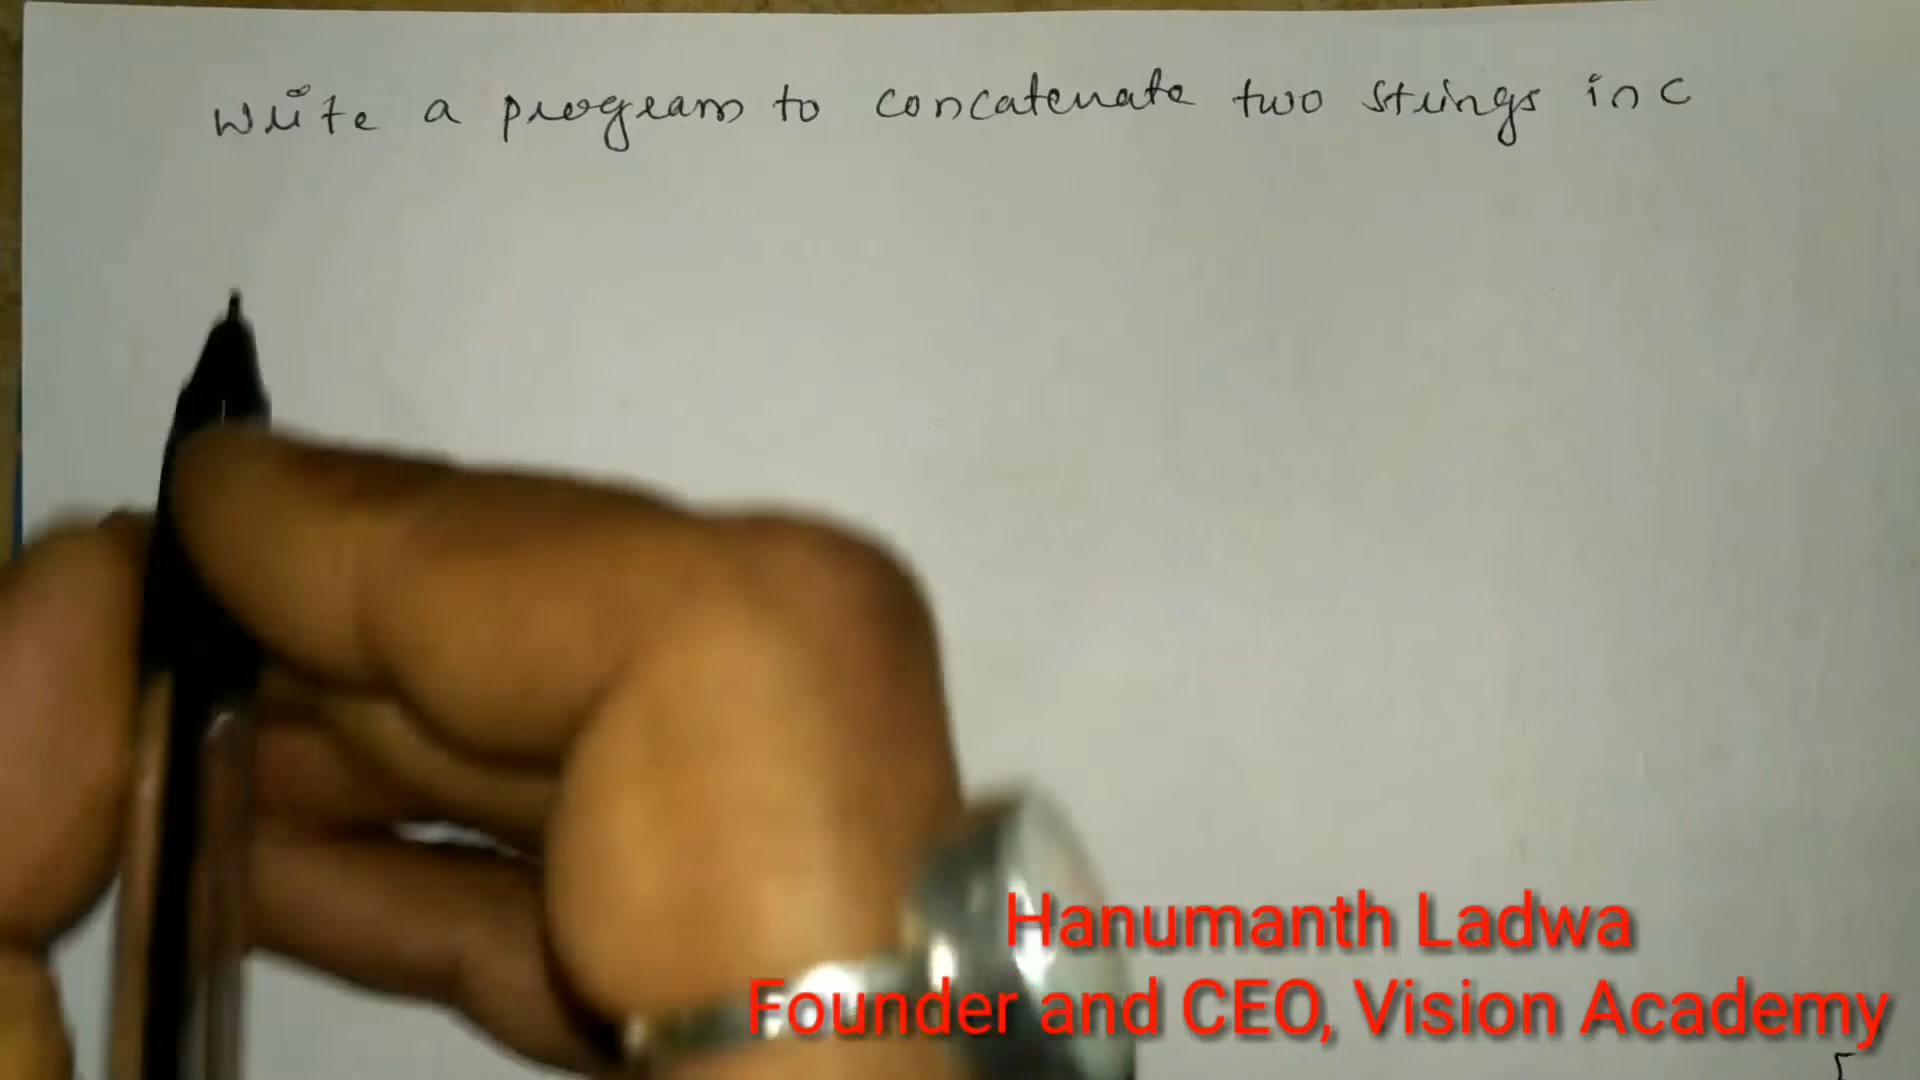 Write a program to concatenate two strings in C
Hanumanth Ladwa
Founder and CEO, Vision Academy